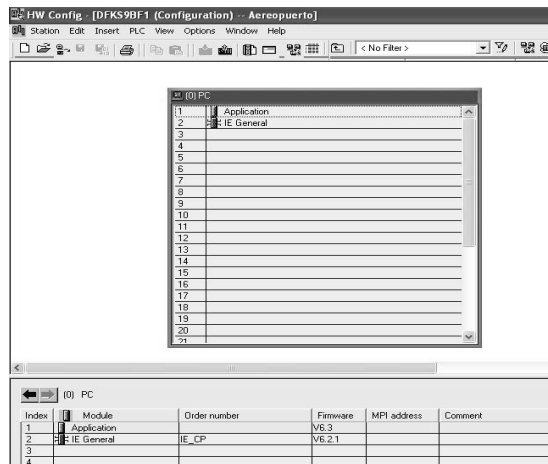 HW Config - [DFKS9BF1 (Configuration) -- Aereopuerto]
Station Edit Insert PLC View Options Window Help
< No Filter >
(0) PC
1 Application
2 IE General
3
4
5
6
7
8
9
10
11
12
13
14
15
16
17
18
19
20
21
(0) PC
Index Module Order number Firmware MPI address Comment
1 Application V6.3
2 IE General IE_CP V6.2.1
3
4